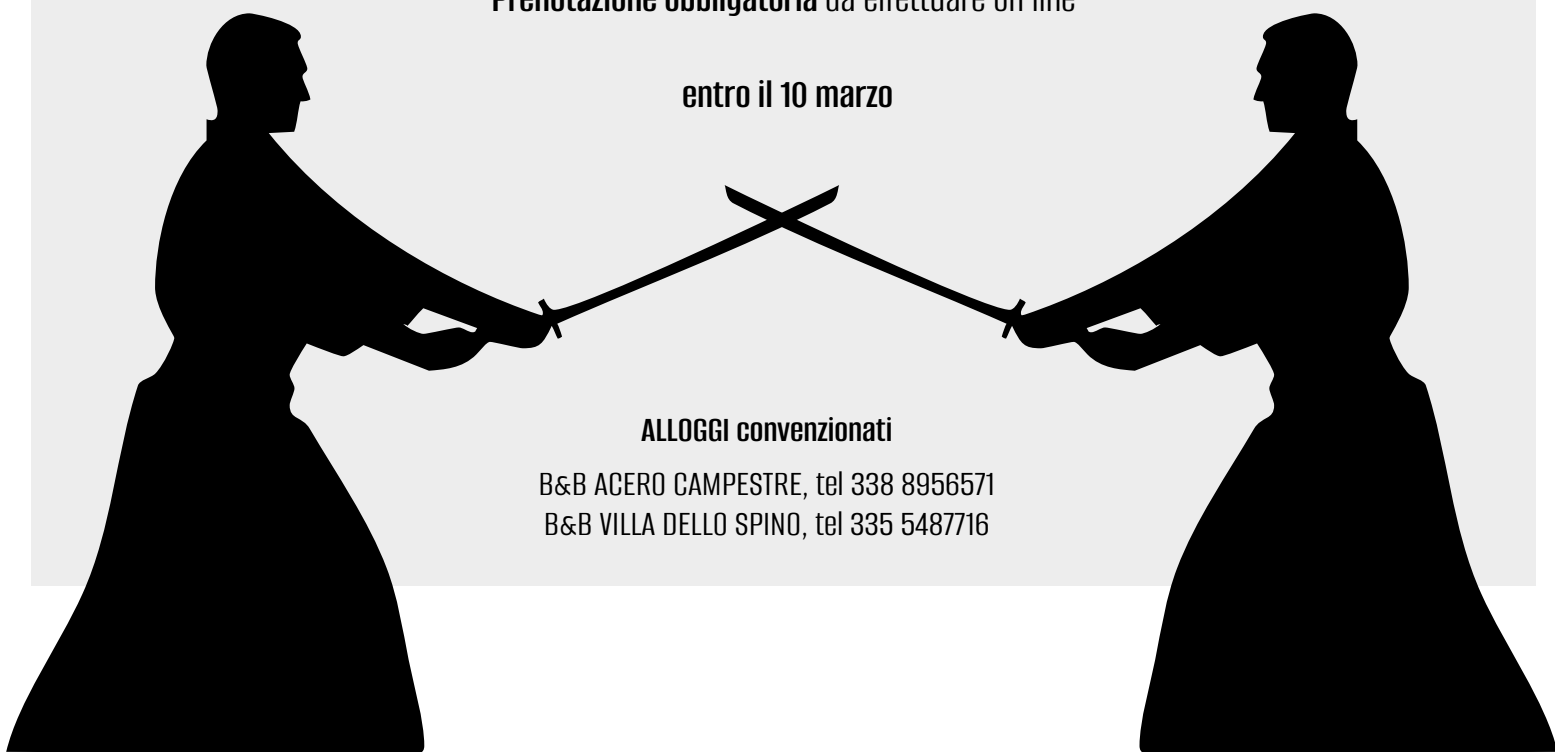 Prenotazione obbligatoria da effettuare on line
entro il 10 marzo
ALLOGGI convenzionati
B&B ACERO CAMPESTRE, tel 338 8956571
B&B VILLA DELLO SPINO, tel 335 5487716